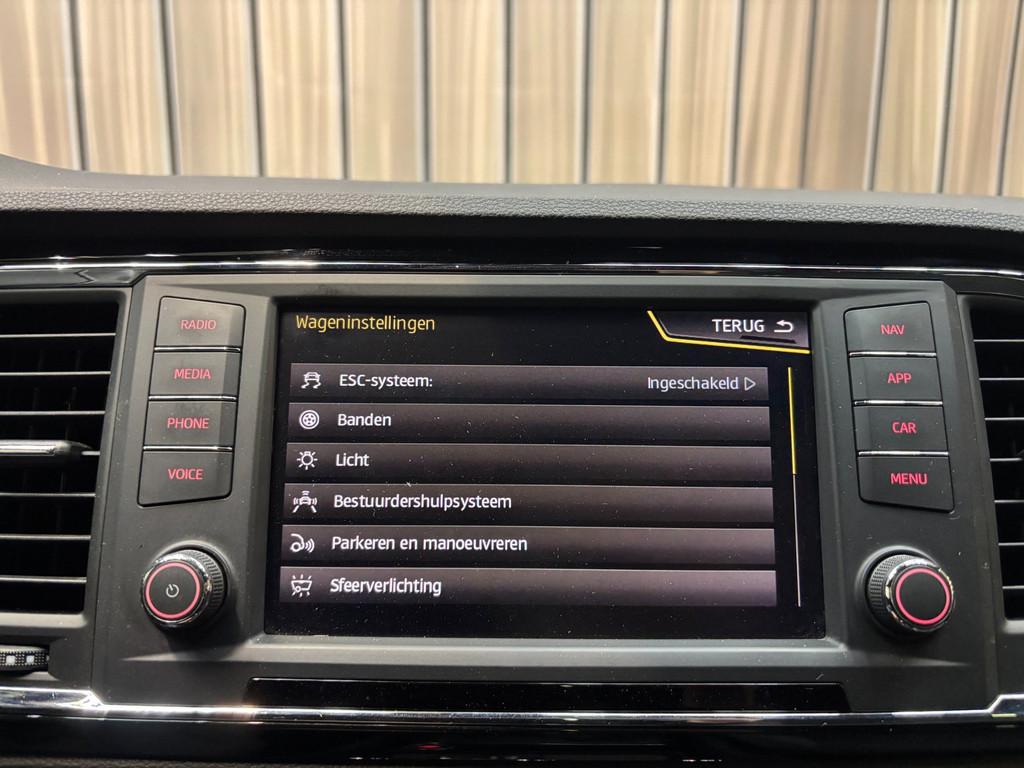 RADIO
MEDIA
PHONE
VOICE
Wageninstellingen
TERUG
ESC-systeem: Ingeschakeld
Banden
Licht
Bestuurdershulpsysteem
Parkeren en manoeuvreren
Sfeerverlichting
NAV
APP
CAR
MENU